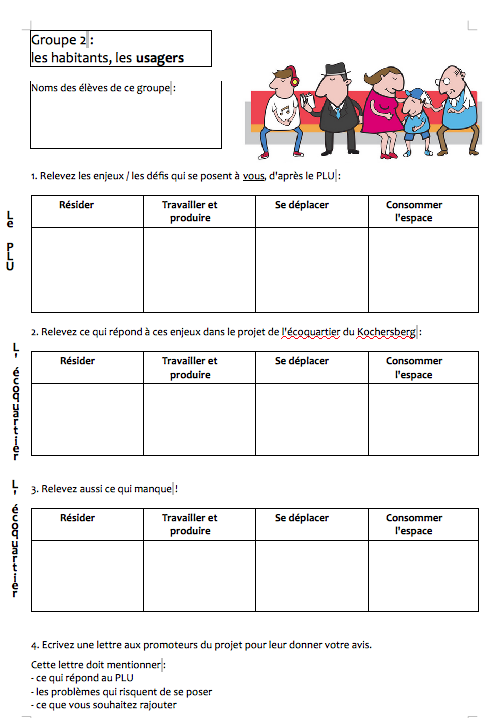 Groupe 2 :
les habitants, les usagers
Noms des élèves de ce groupe :
1. Relevez les enjeux / les défis qui se posent à vous, d'après le PLU :
Le PLU
Résider
Travailler et produire
Se déplacer
Consommer l'espace
2. Relevez ce qui répond à ces enjeux dans le projet de l'écoquartier du Kochersberg :
L'écoquartier
Résider
Travailler et produire
Se déplacer
Consommer l'espace
3. Relevez aussi ce qui manque !
L'écoquartier
Résider
Travailler et produire
Se déplacer
Consommer l'espace
4. Ecrivez une lettre aux promoteurs du projet pour leur donner votre avis.
Cette lettre doit mentionner :
- ce qui répond au PLU
- les problèmes qui risquent de se poser
- ce que vous souhaitez rajouter